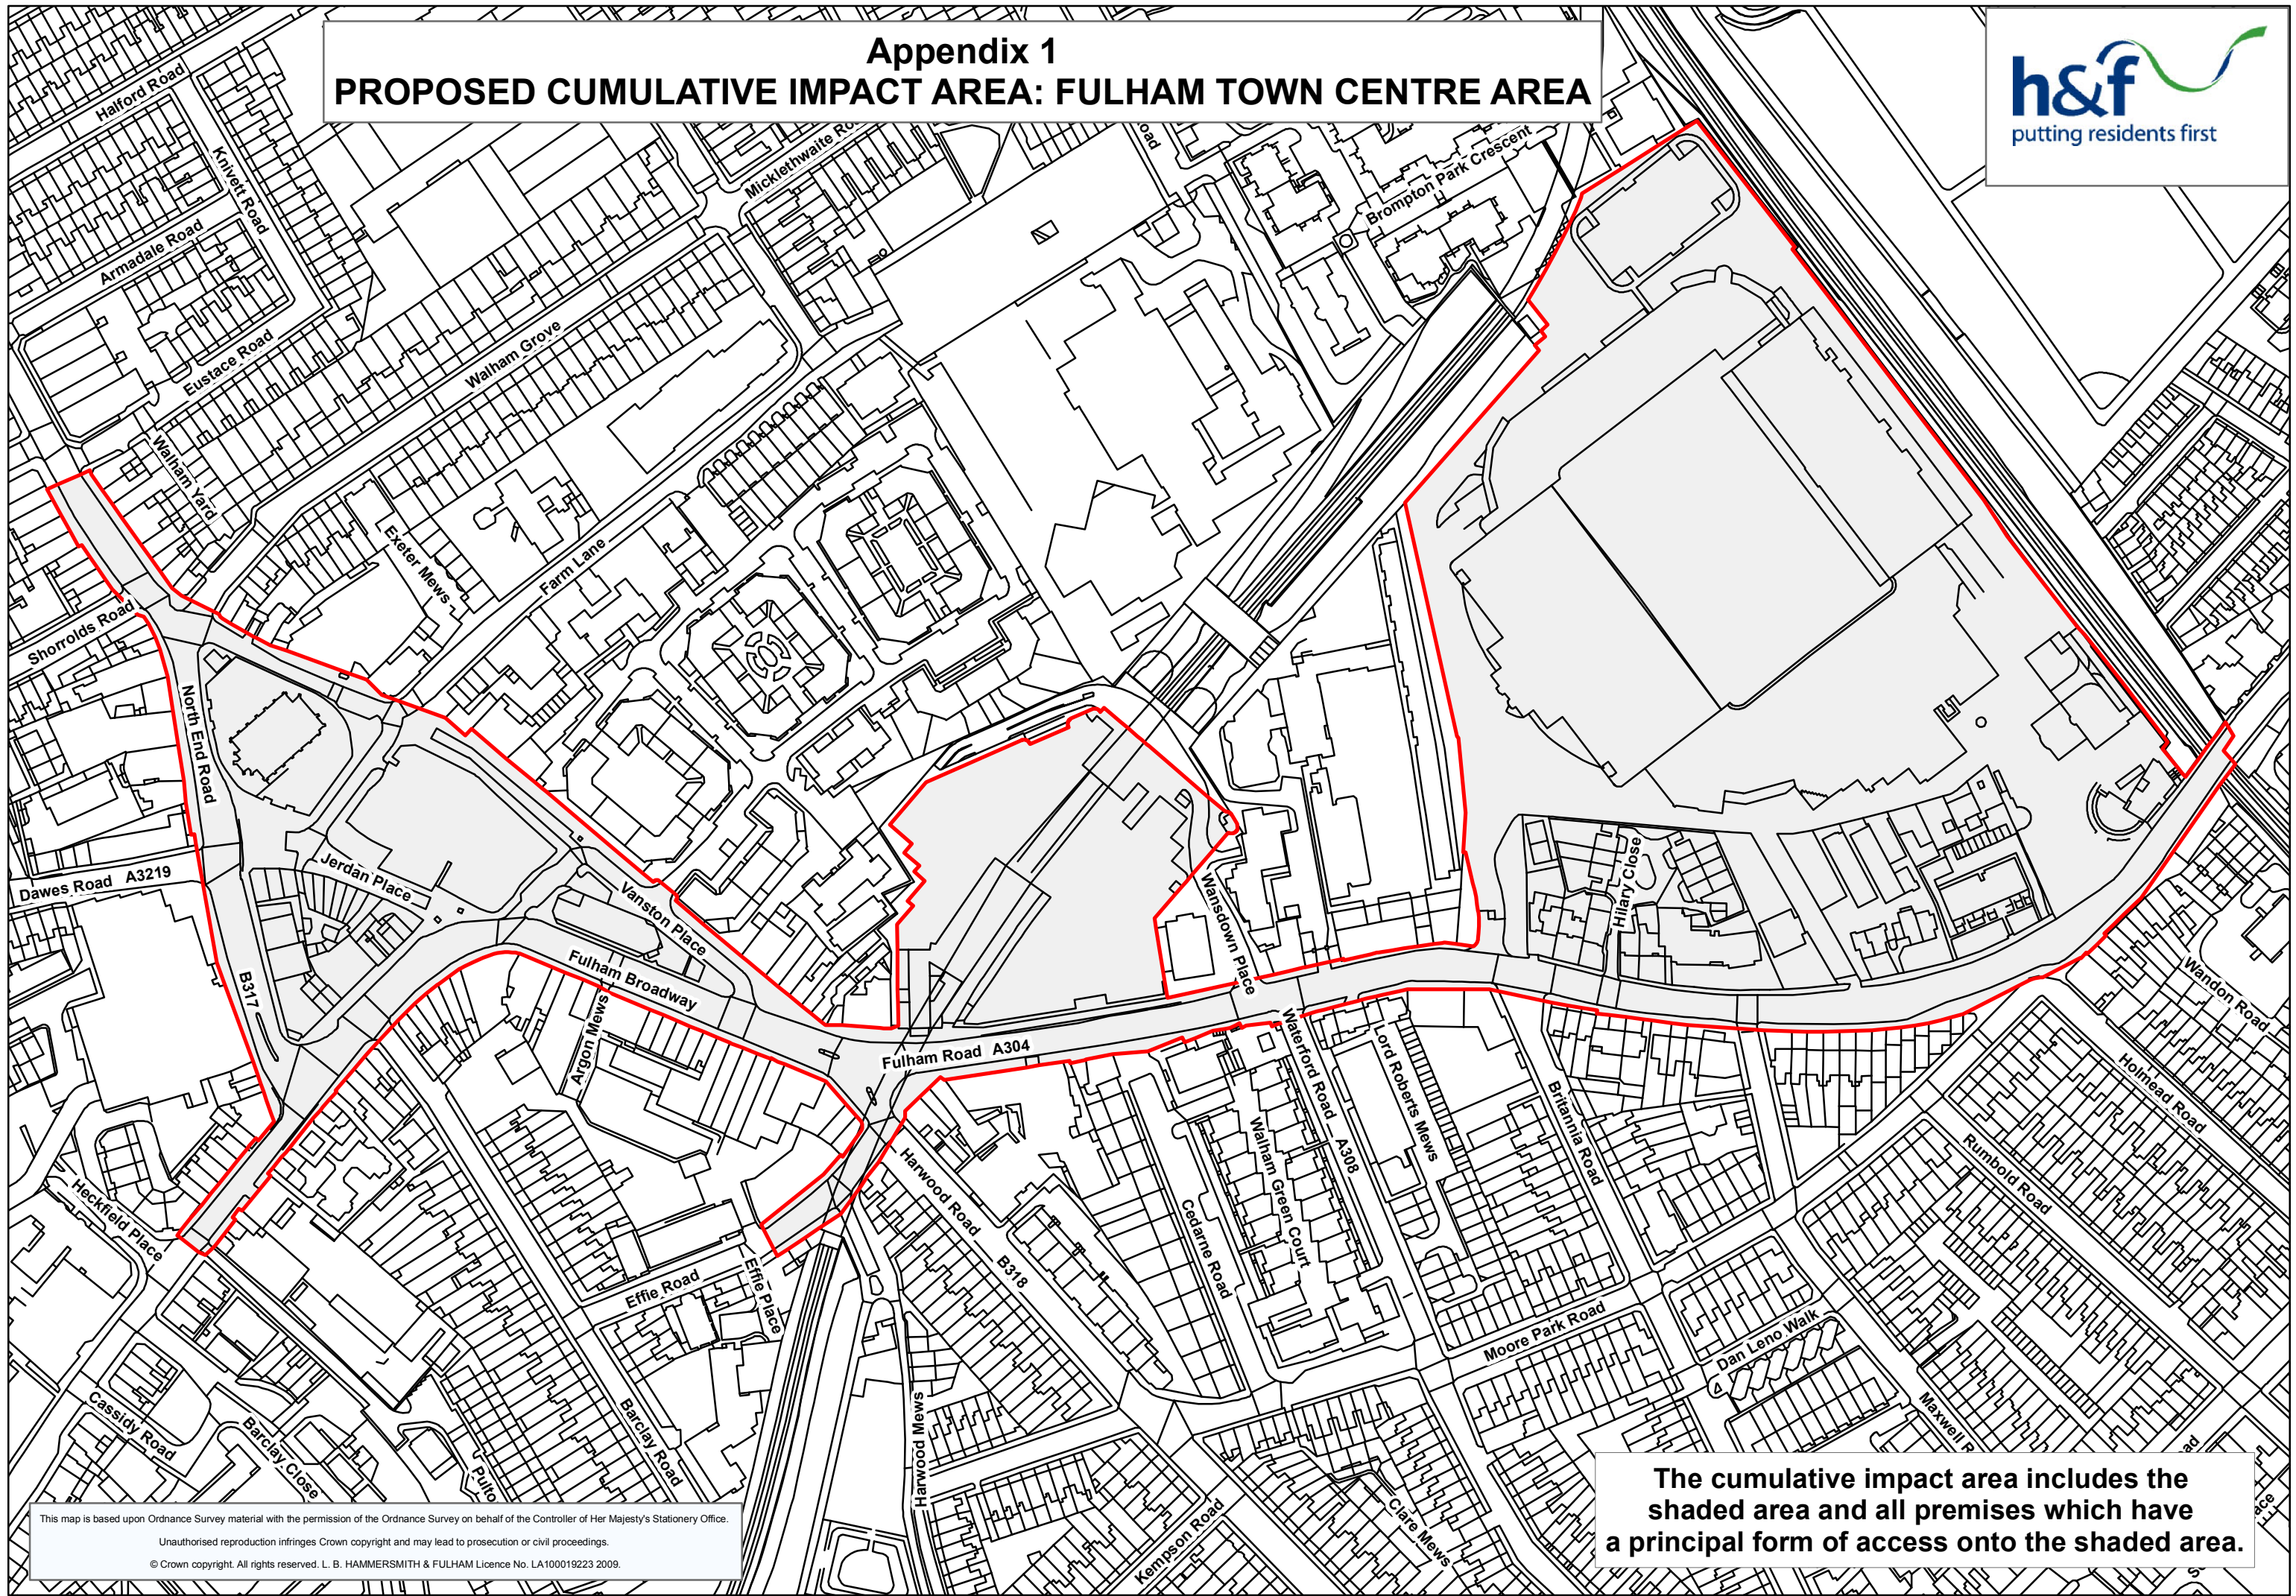 Appendix 1
PROPOSED CUMULATIVE IMPACT AREA: FULHAM TOWN CENTRE AREA
h&f
putting residents first
Halford Road
Knivett Road
Armadale Road
Eustace Road
Walham Grove
Micklethwaite
Brompton Park Crescent
Walham Yard
Exeter Mews
Farm Lane
Shorrolds Road
North End Road
Dawes Road A3219
Jerdan Place
Vanston Place
B317
Fulham Broadway
Argon Mews
Fulham Road A304
Wansdown Place
Hilary Close
Waterford Road A308
Lord Roberts Mews
Britannia Road
Wandon Road
Holmead Road
Rumbold Road
Walham Green Court
Cedarne Road
Harwood Road B318
Heckfield Place
Effie Road
Effie Place
Moore Park Road
Dan Leno Walk
Cassidy Road
Barclay Close
Barclay Road
Harwood Mews
Kempson Road
Clare Mews
Maxwell
The cumulative impact area includes the
shaded area and all premises which have
a principal form of access onto the shaded area.
This map is based upon Ordnance Survey material with the permission of the Ordnance Survey on behalf of the Controller of Her Majesty's Stationery Office.
Unauthorised reproduction infringes Crown copyright and may lead to prosecution or civil proceedings.
© Crown copyright. All rights reserved. L. B. HAMMERSMITH & FULHAM Licence No. LA100019223 2009.